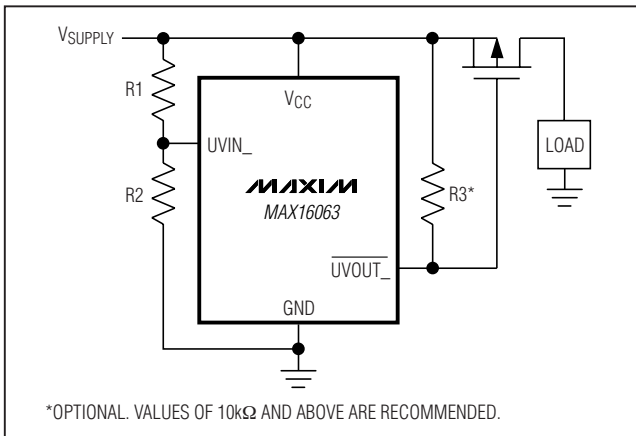 VSUPPLY
R1
VCC
UVIN_
LOAD
R2
MAXIM
MAX16063
R3*
UVOUT_
GND
*OPTIONAL. VALUES OF 10kΩ AND ABOVE ARE RECOMMENDED.